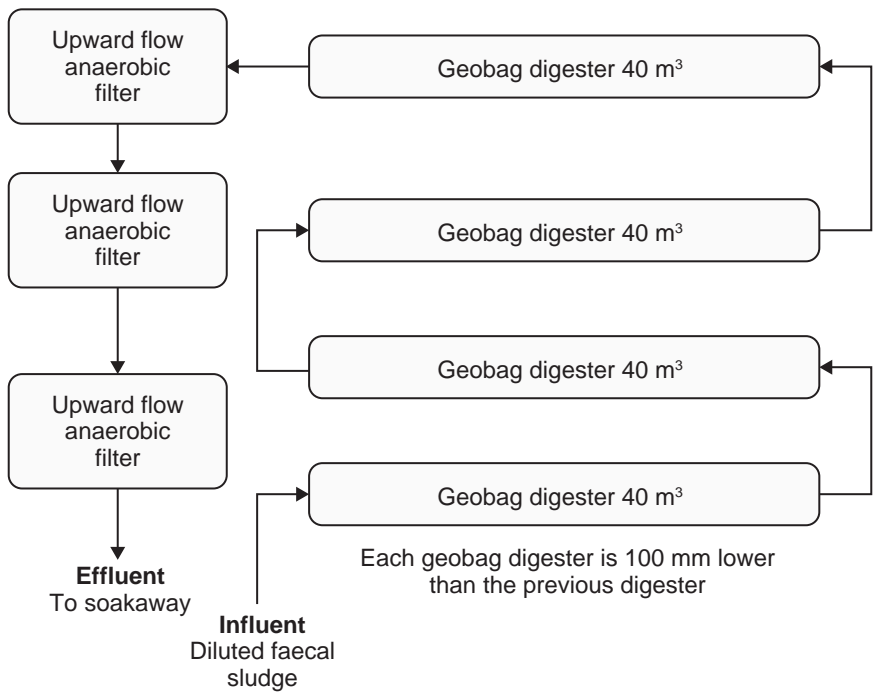 Upward flow
anaerobic
filter
Geobag digester 40 m³
Upward flow
anaerobic
filter
Geobag digester 40 m³
Geobag digester 40 m³
Upward flow
anaerobic
filter
Geobag digester 40 m³
Each geobag digester is 100 mm lower
than the previous digester
Effluent
To soakaway
Influent
Diluted faecal
sludge